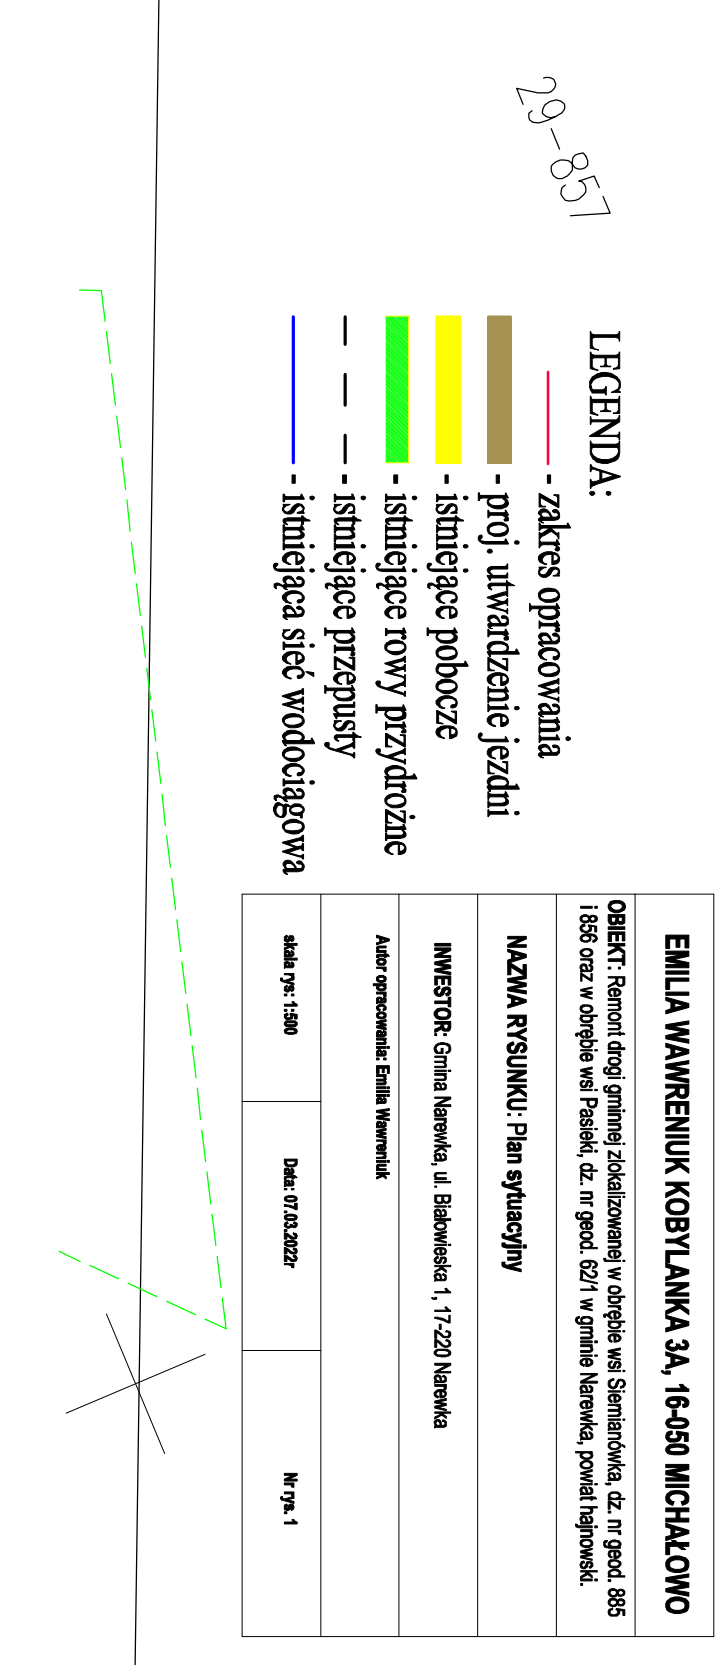 29-857
LEGENDA:
- zakres opracowania
- proj. utwardzenie jezdni
- istniejące pobocze
- istniejące rowy przydrożne
- istniejące przepusty
- istniejąca sieć wodociągowa
EMILIA WAWRENIUK KOBYLANKA 3A, 16-050 MICHAŁOWO
OBIEKT: Remont drogi gminnej zlokalizowanej w obrębie wsi Siemianówka, dz. nr geod. 885
i 856 oraz w obrębie wsi Pasieki, dz. nr geod. 62/1 w gminie Narewka, powiat hajnowski.
NAZWA RYSUNKU: Plan sytuacyjny
INWESTOR: Gmina Narewka, ul. Białowieska 1, 17-220 Narewka
Autor opracowania: Emilia Wawreniuk
skala rys: 1:500
Data: 07.03.2022r
Nr rys. 1